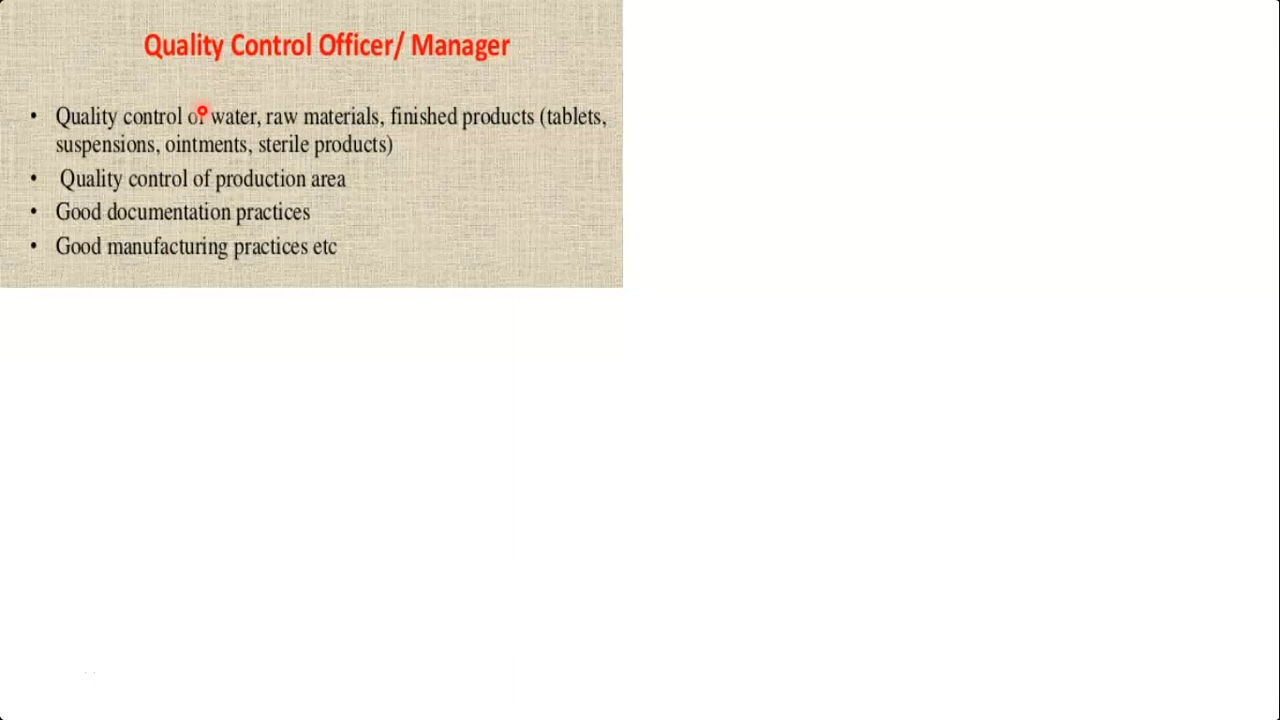 Quality Control Officer/ Manager
• Quality control of water, raw materials, finished products (tablets,
suspensions, ointments, sterile products)
• Quality control of production area
• Good documentation practices
• Good manufacturing practices etc